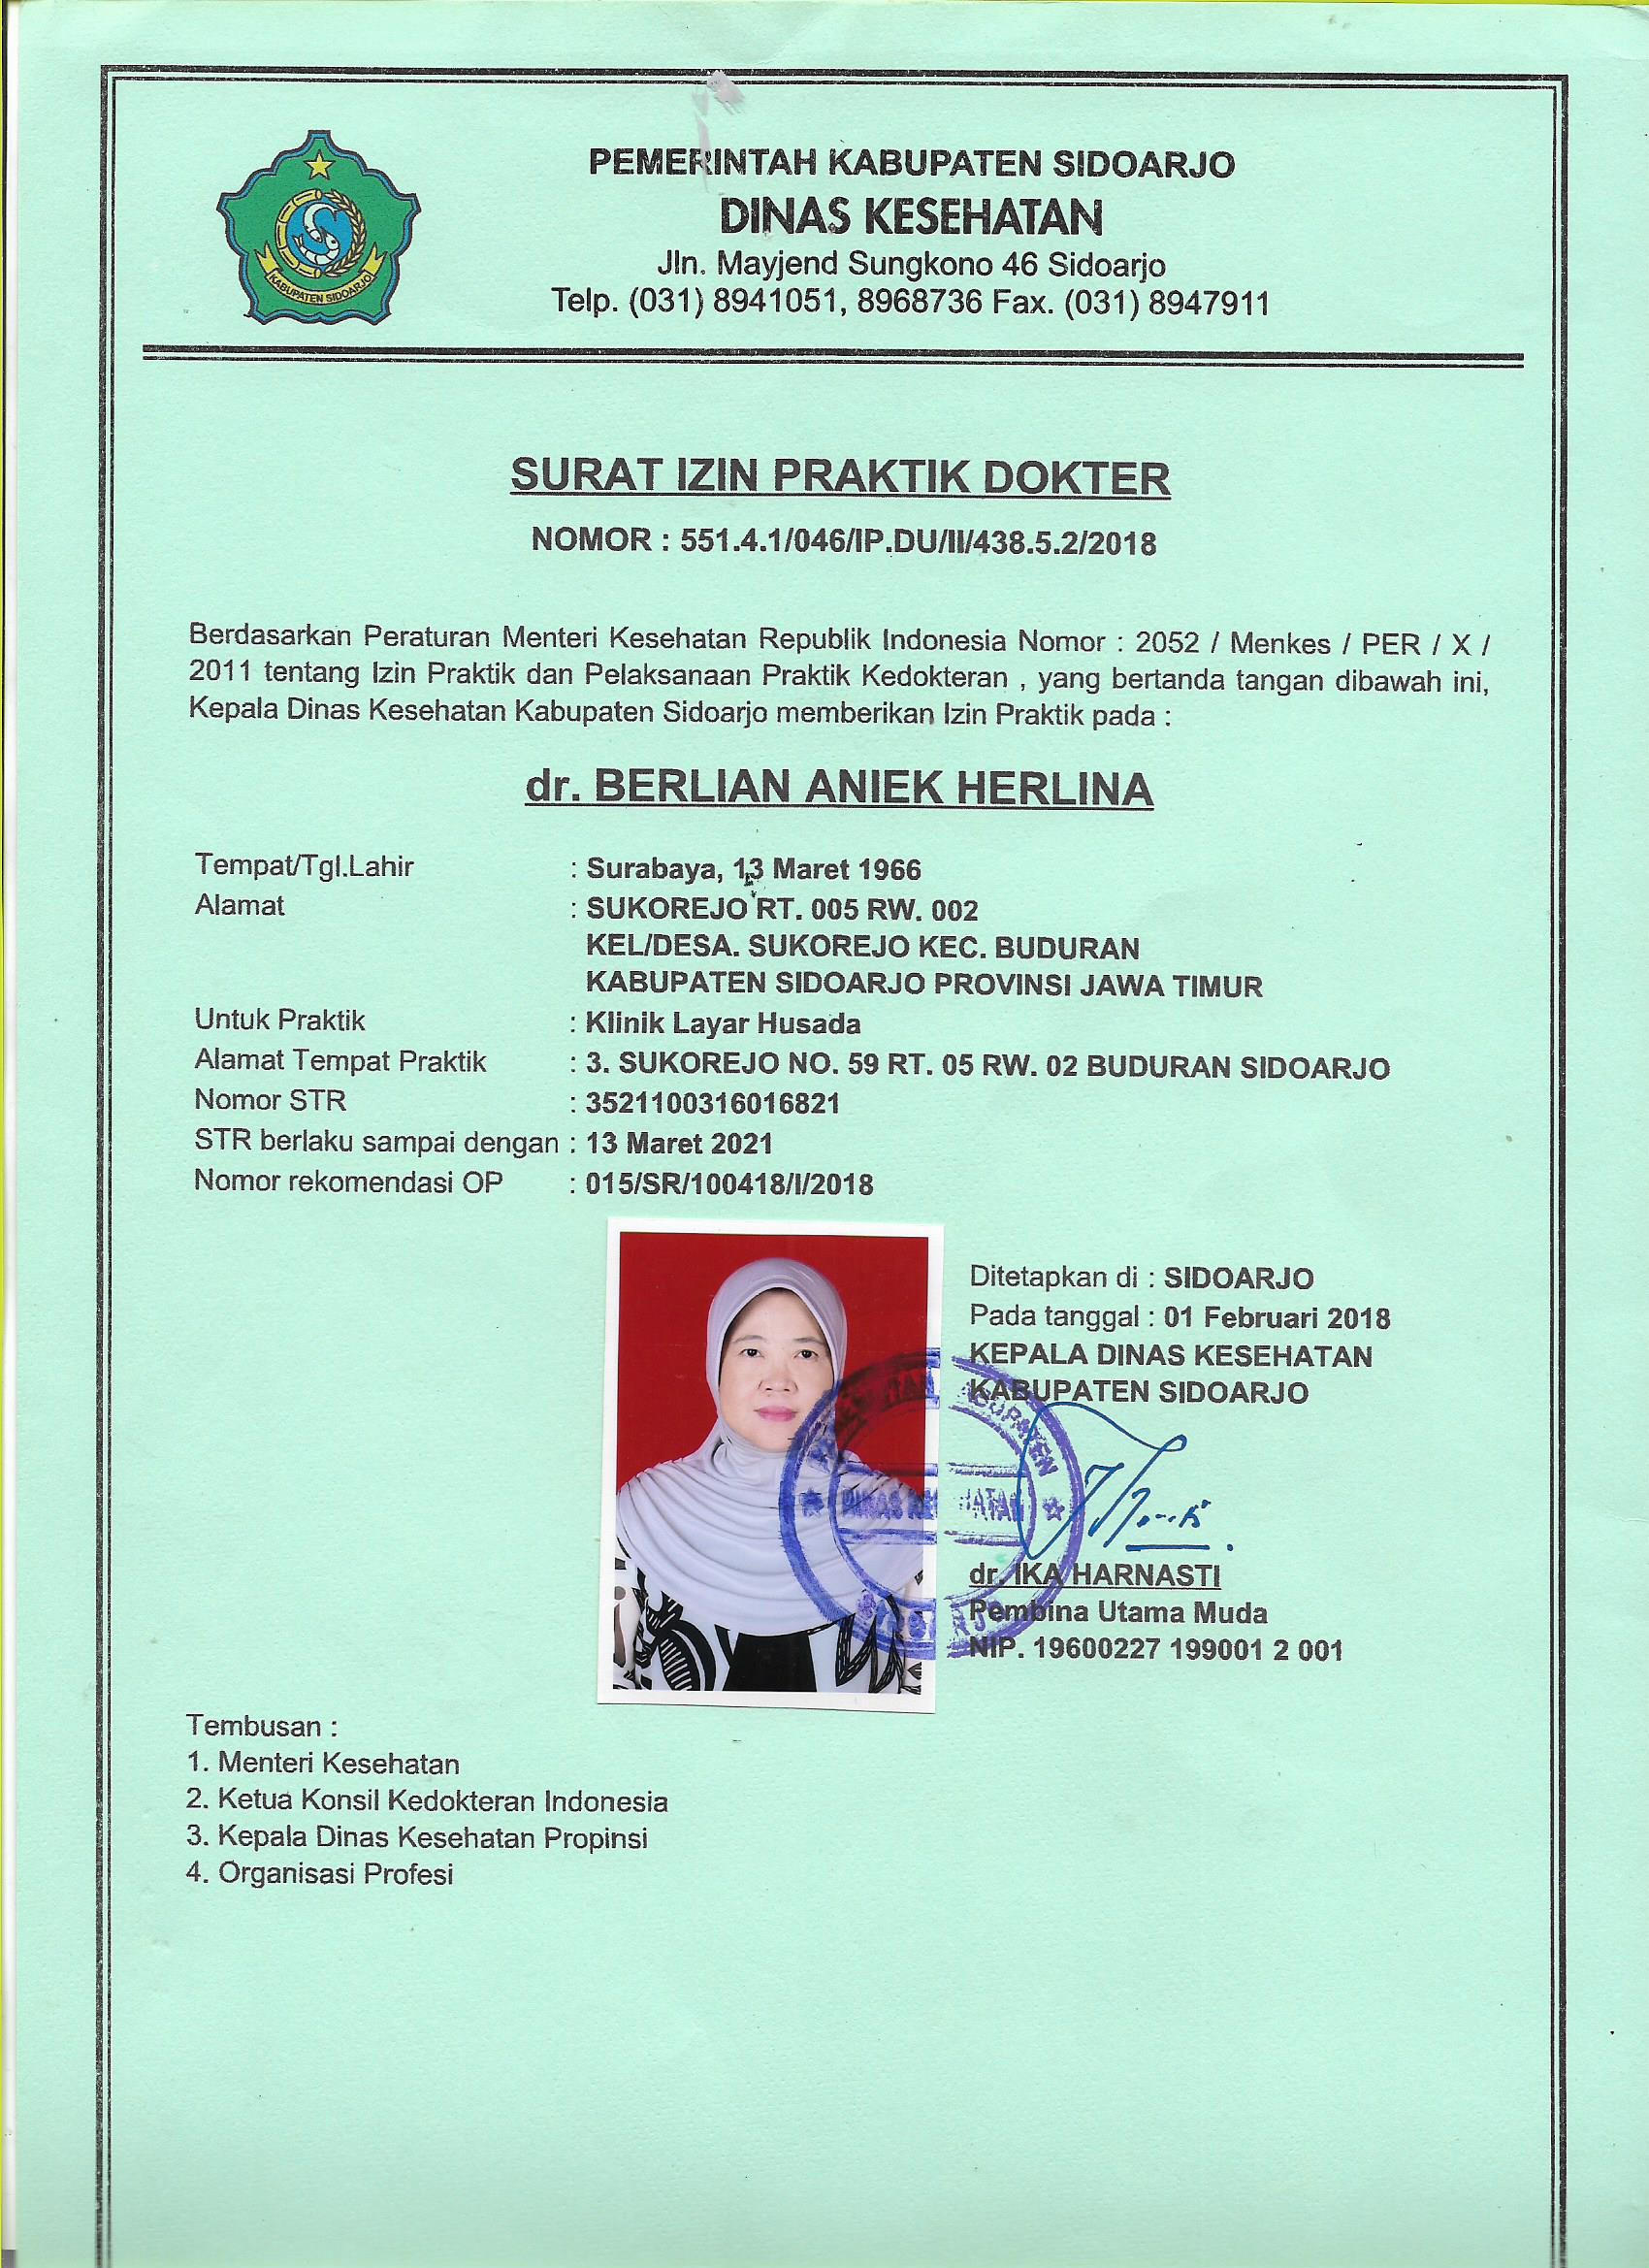 PEMERINTAH KABUPATEN SIDOARJO
DINAS KESEHATAN
Jln. Mayjend Sungkono 46 Sidoarjo
Telp. (031) 8941051, 8968736 Fax. (031) 8947911
KABUPATEN SIDOARJO
SURAT IZIN PRAKTIK DOKTER
NOMOR : 551.4.1/046/IP.DU/II/438.5.2/2018
Berdasarkan Peraturan Menteri Kesehatan Republik Indonesia Nomor : 2052 / Menkes / PER / X /
2011 tentang Izin Praktik dan Pelaksanaan Praktik Kedokteran , yang bertanda tangan dibawah ini,
Kepala Dinas Kesehatan Kabupaten Sidoarjo memberikan Izin Praktik pada :
dr. BERLIAN ANIEK HERLINA
Tempat/Tgl.Lahir : Surabaya, 13 Maret 1966
Alamat : SUKOREJO RT. 005 RW. 002
KEL/DESA. SUKOREJO KEC. BUDURAN
KABUPATEN SIDOARJO PROVINSI JAWA TIMUR
Untuk Praktik : Klinik Layar Husada
Alamat Tempat Praktik : 3. SUKOREJO NO. 59 RT. 05 RW. 02 BUDURAN SIDOARJO
Nomor STR : 3521100316016821
STR berlaku sampai dengan : 13 Maret 2021
Nomor rekomendasi OP : 015/SR/100418/I/2018
Ditetapkan di : SIDOARJO
Pada tanggal : 01 Februari 2018
KEPALA DINAS KESEHATAN
KABUPATEN SIDOARJO
KABUPATEN
DINAS
dr. IKA HARNASTI
Pembina Utama Muda
NIP. 19600227 199001 2 001
Tembusan :
1. Menteri Kesehatan
2. Ketua Konsil Kedokteran Indonesia
3. Kepala Dinas Kesehatan Propinsi
4. Organisasi Profesi